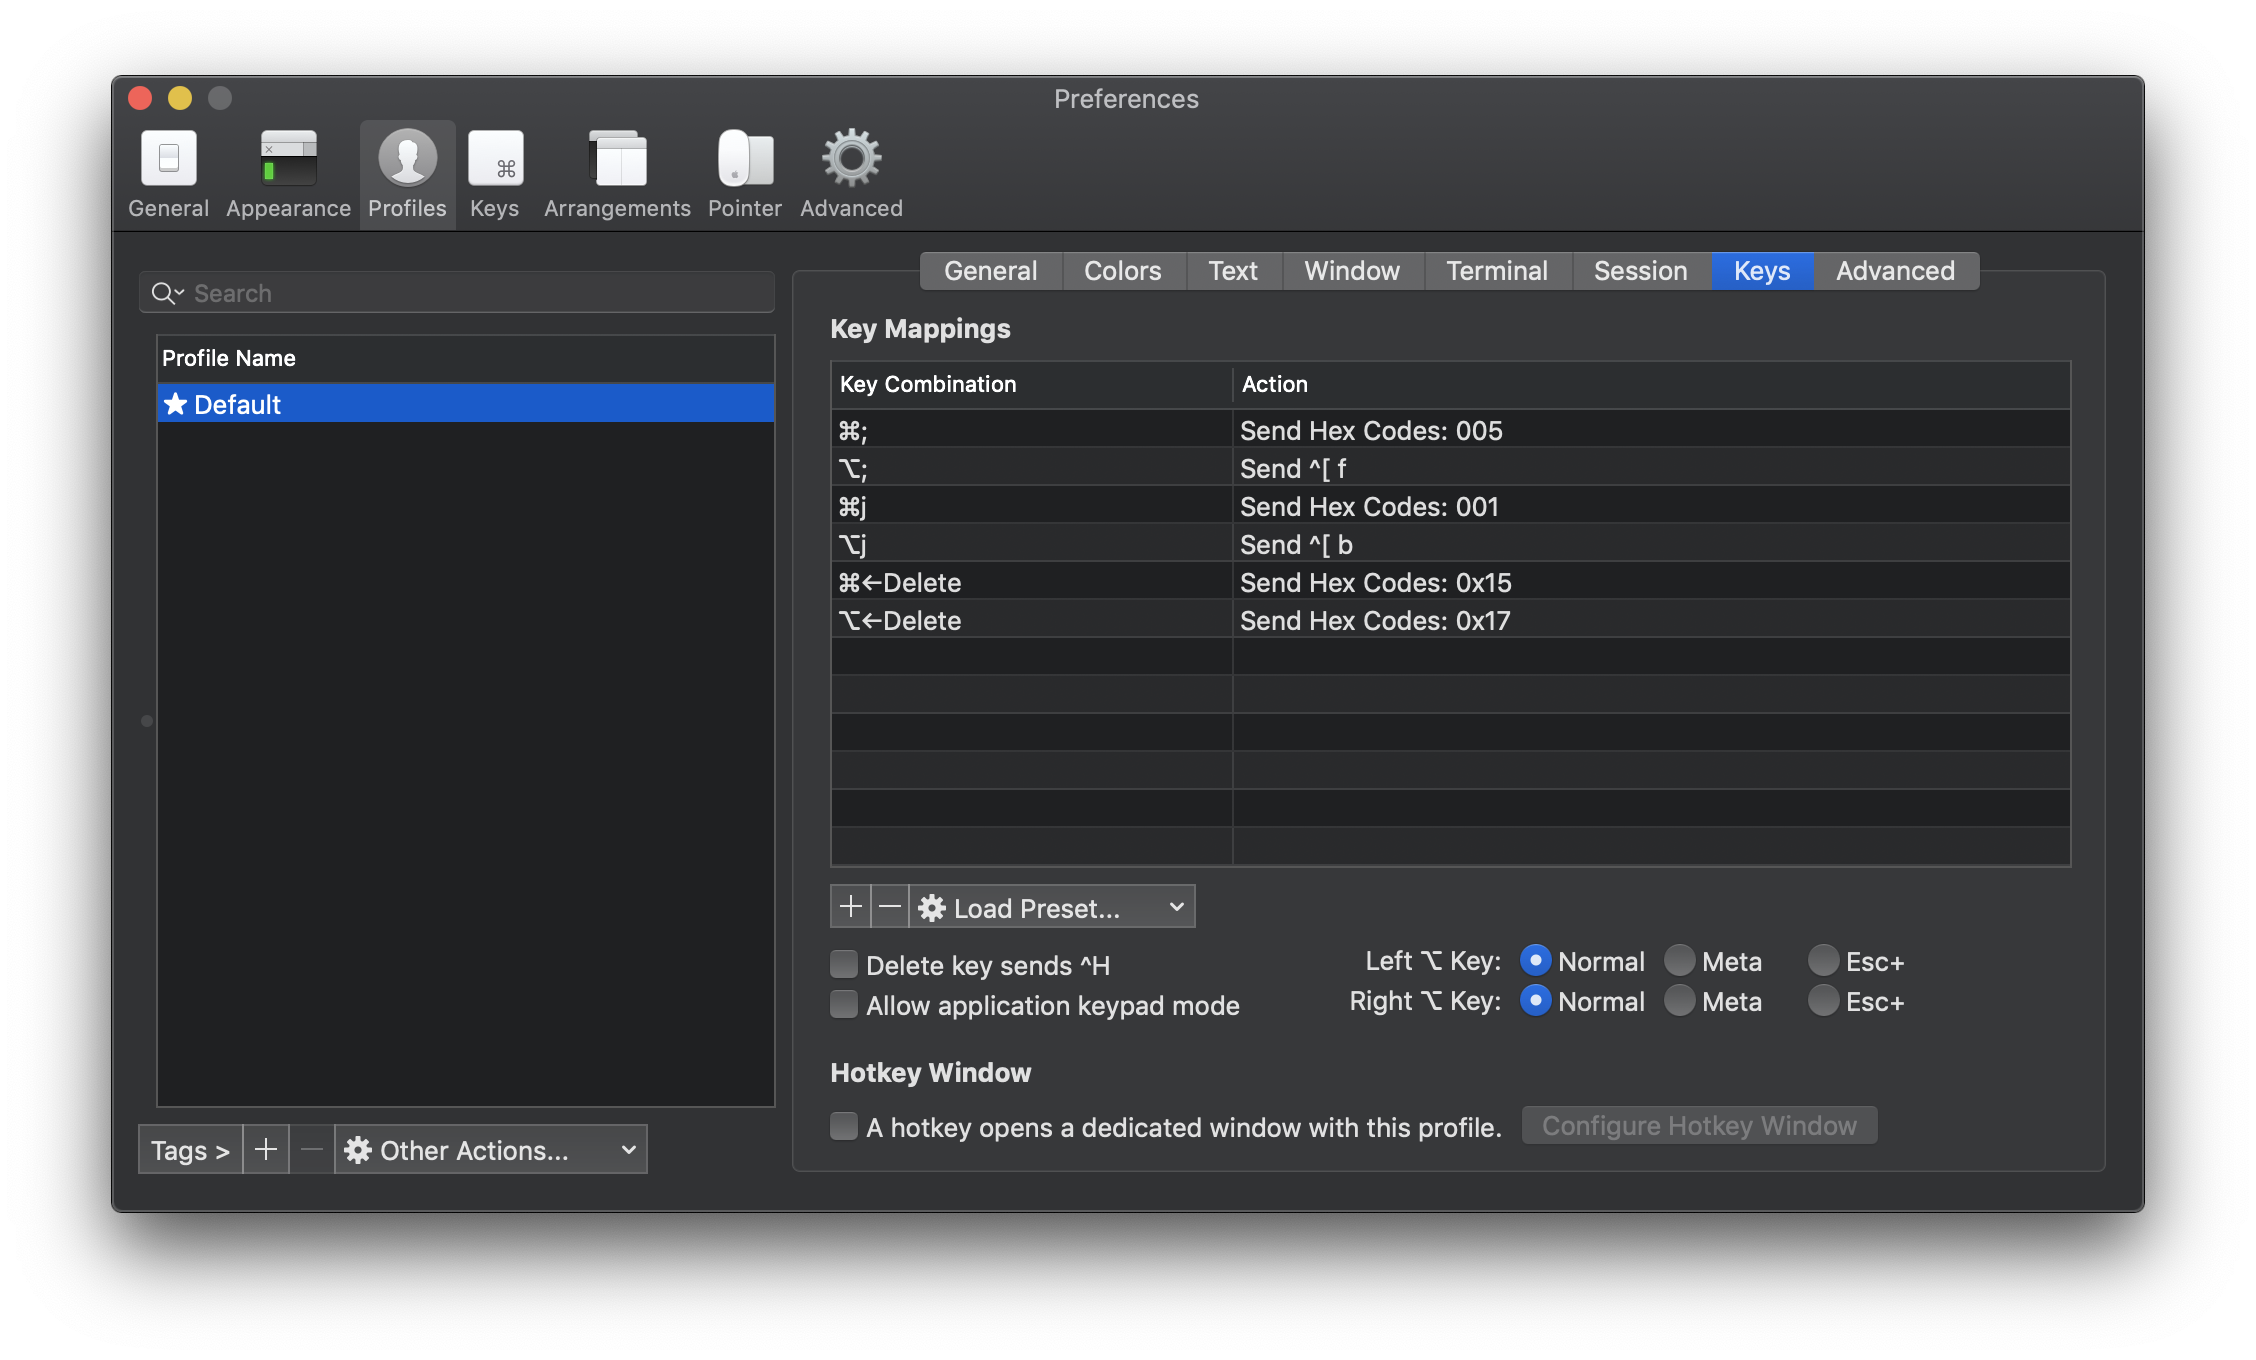 Preferences
General Appearance Profiles Keys Arrangements Pointer Advanced
Search
Profile Name
★ Default
General Colors Text Window Terminal Session Keys Advanced
Key Mappings
Key Combination Action
⌘; Send Hex Codes: 005
⌥; Send ^[ f
⌘j Send Hex Codes: 001
⌥j Send ^[ b
⌘←Delete Send Hex Codes: 0x15
⌥←Delete Send Hex Codes: 0x17
Load Preset...
Delete key sends ^H
Allow application keypad mode
Left ⌥ Key: Normal Meta Esc+
Right ⌥ Key: Normal Meta Esc+
Hotkey Window
A hotkey opens a dedicated window with this profile. Configure Hotkey Window
Tags > + — Other Actions...